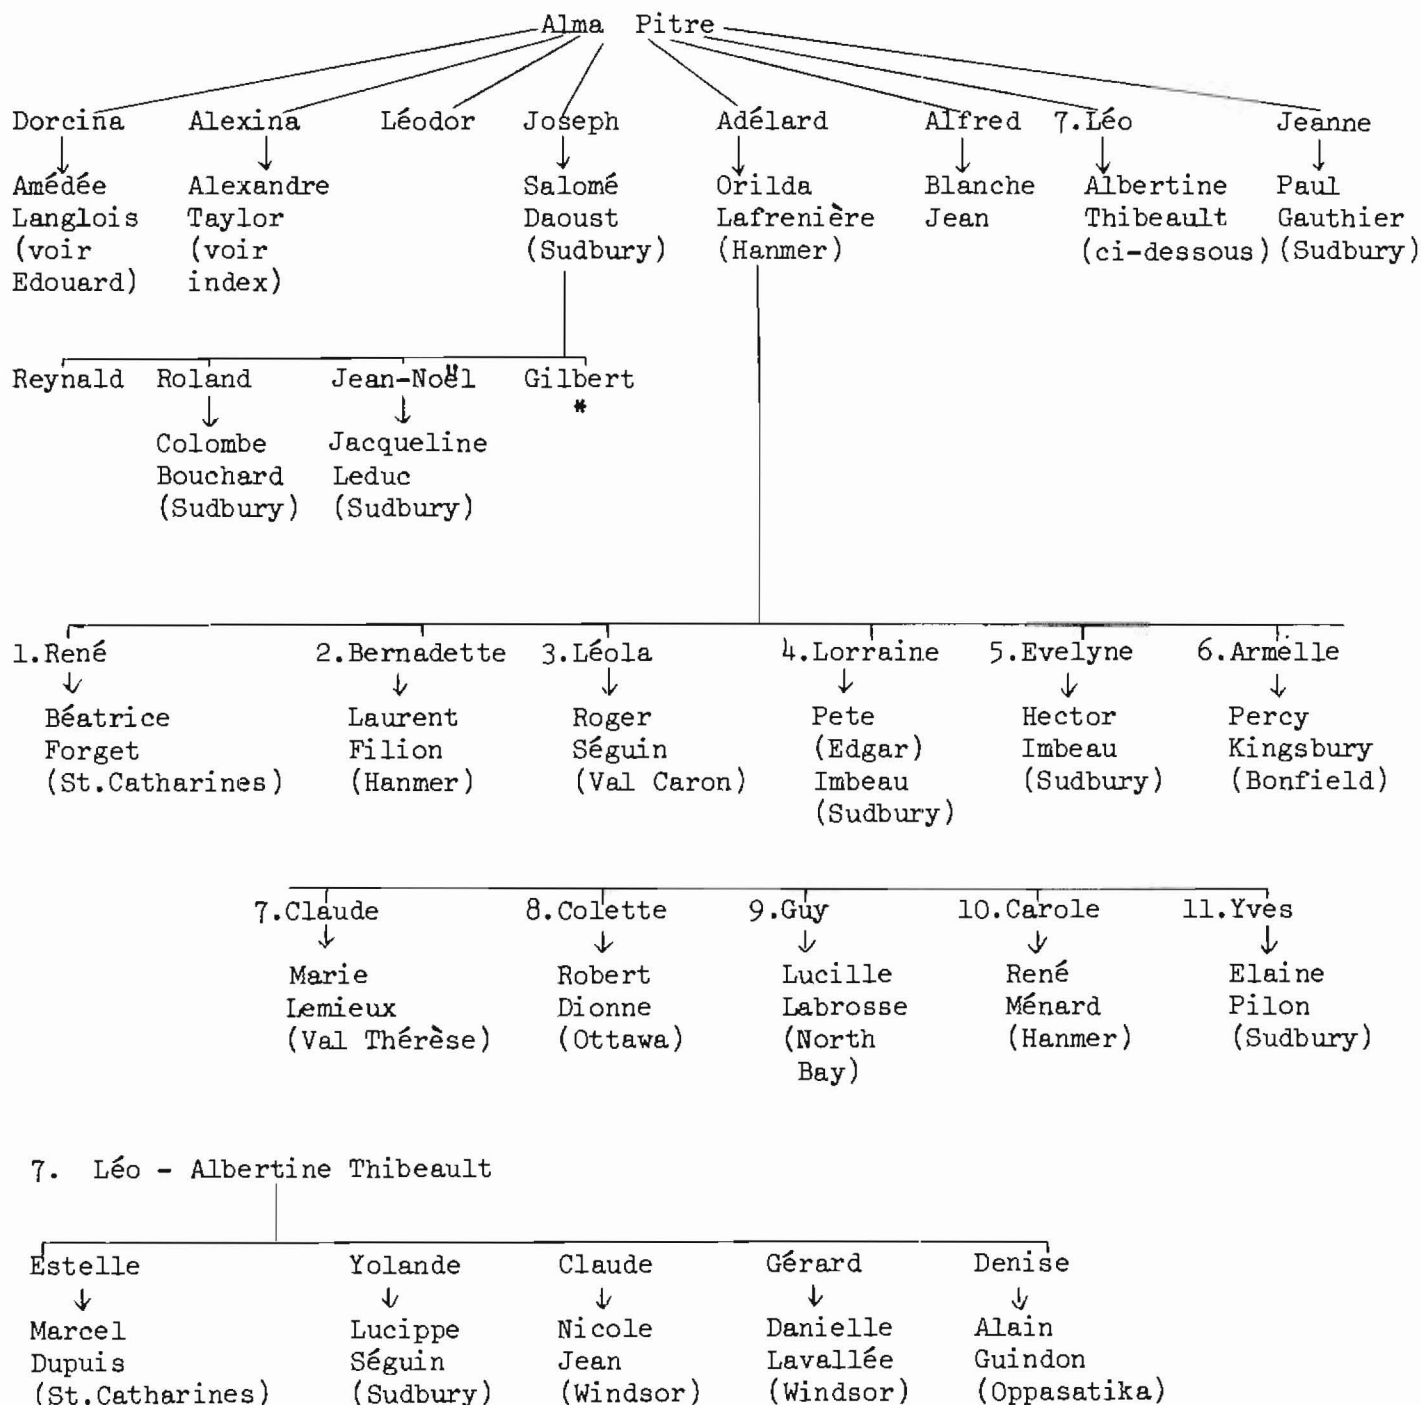 Alma Pitre
Dorcina Alexina Léodor Joseph Adélard Alfred 7.Léo Jeanne
Amédée Alexandre Salomé Orilda Blanche Albertine Paul
Langlois Taylor Daoust Lafrenière Jean Thibeault Gauthier
(voir (voir (Sudbury) (Hanmer) (ci-dessous) (Sudbury)
Edouard) index)
Reynald Roland Jean-Noël Gilbert
*
Colombe Jacqueline
Bouchard Leduc
(Sudbury) (Sudbury)
1.René 2.Bernadette 3.Léola 4.Lorraine 5.Evelyne 6.Armelle
Béatrice Laurent Roger Pete Hector Percy
Forget Filion Séguin (Edgar) Imbeau Kingsbury
(St.Catharines) (Hanmer) (Val Caron) Imbeau (Sudbury) (Bonfield)
(Sudbury)
7.Claude 8.Colette 9.Guy 10.Carole 11.Yves
Marie Robert Lucille René Elaine
Lemieux Dionne Labrosse Ménard Pilon
(Val Thérèse) (Ottawa) (North (Hanmer) (Sudbury)
Bay)
7. Léo - Albertine Thibeault
Estelle Yolande Claude Gérard Denise
Marcel Lucippe Nicole Danielle Alain
Dupuis Séguin Jean Lavallée Guindon
(St.Catharines) (Sudbury) (Windsor) (Windsor) (Oppasatika)